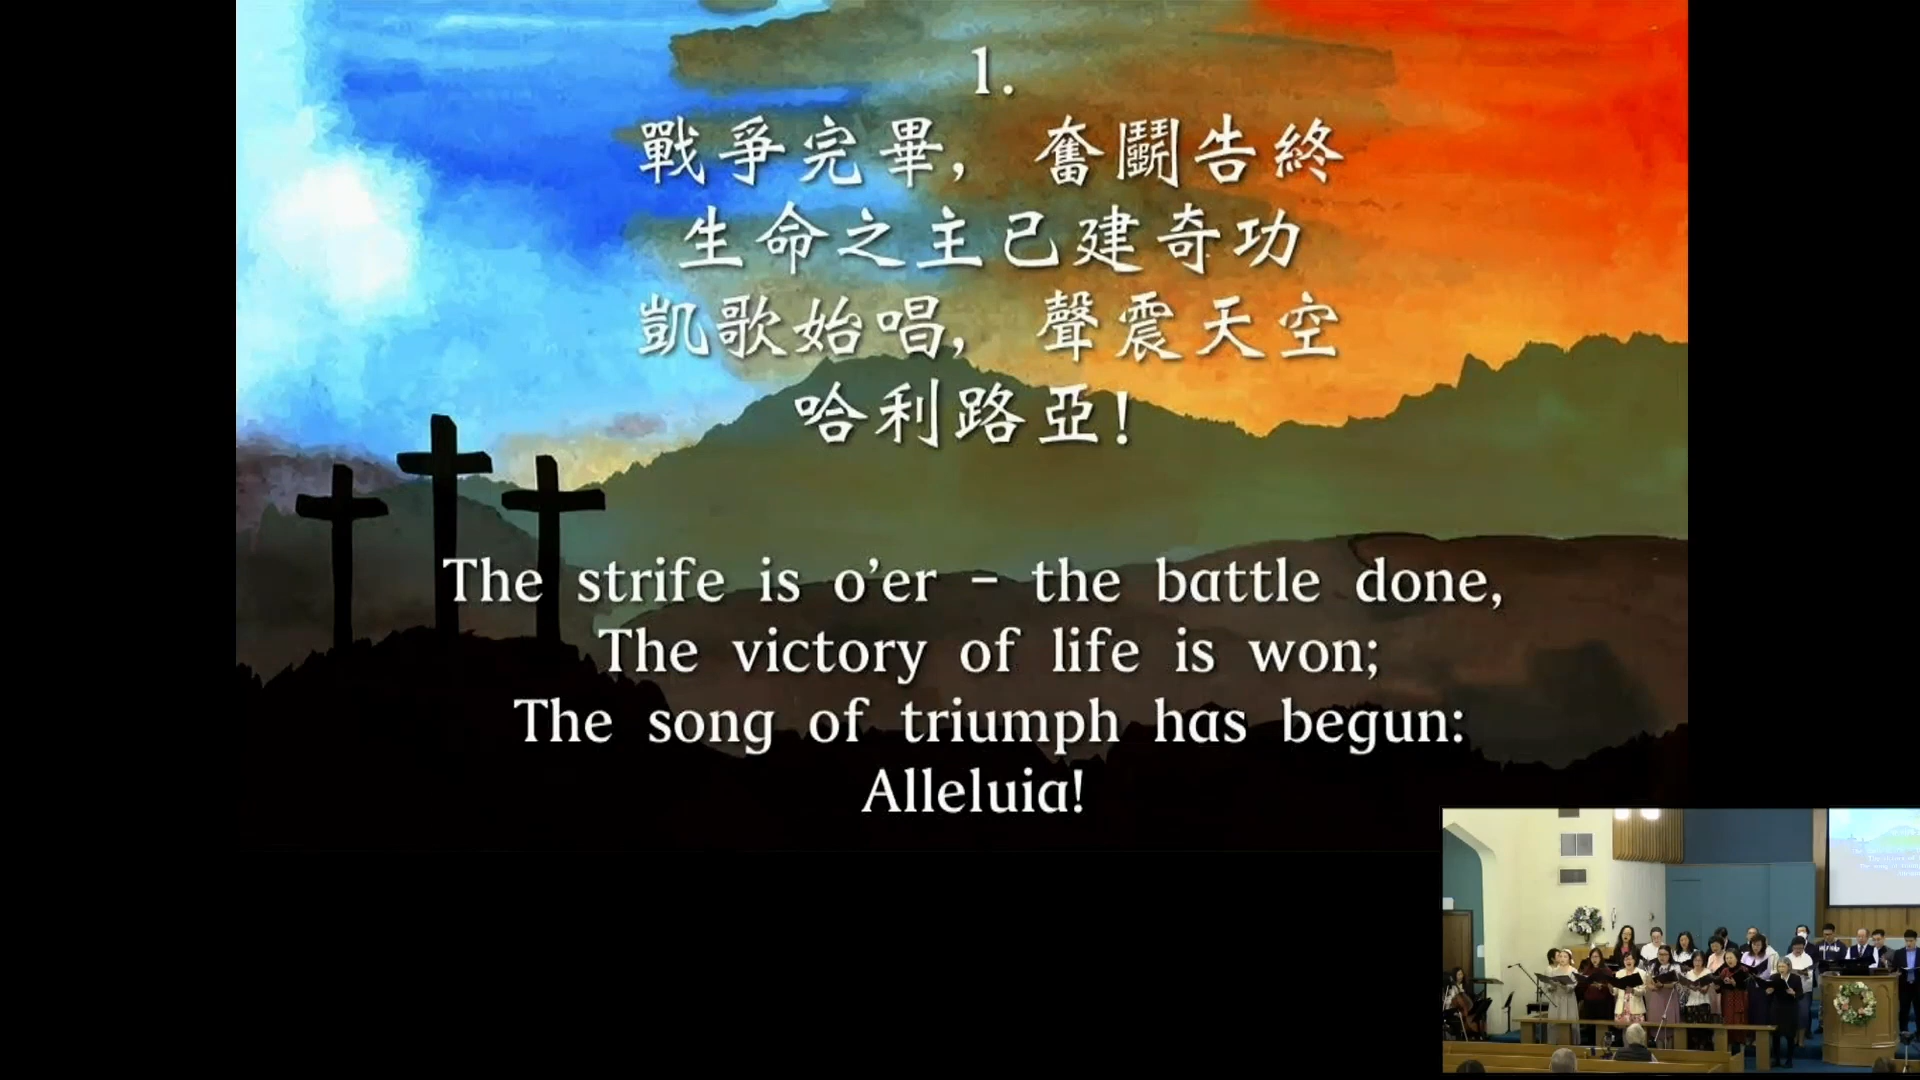 1.
戰爭完畢，奮鬭告終
生命之主已建奇功
凱歌始唱，聲震天空
哈利路亞！
The strife is o’er – the battle done,
The victory of life is won;
The song of triumph has begun:
Alleluia!